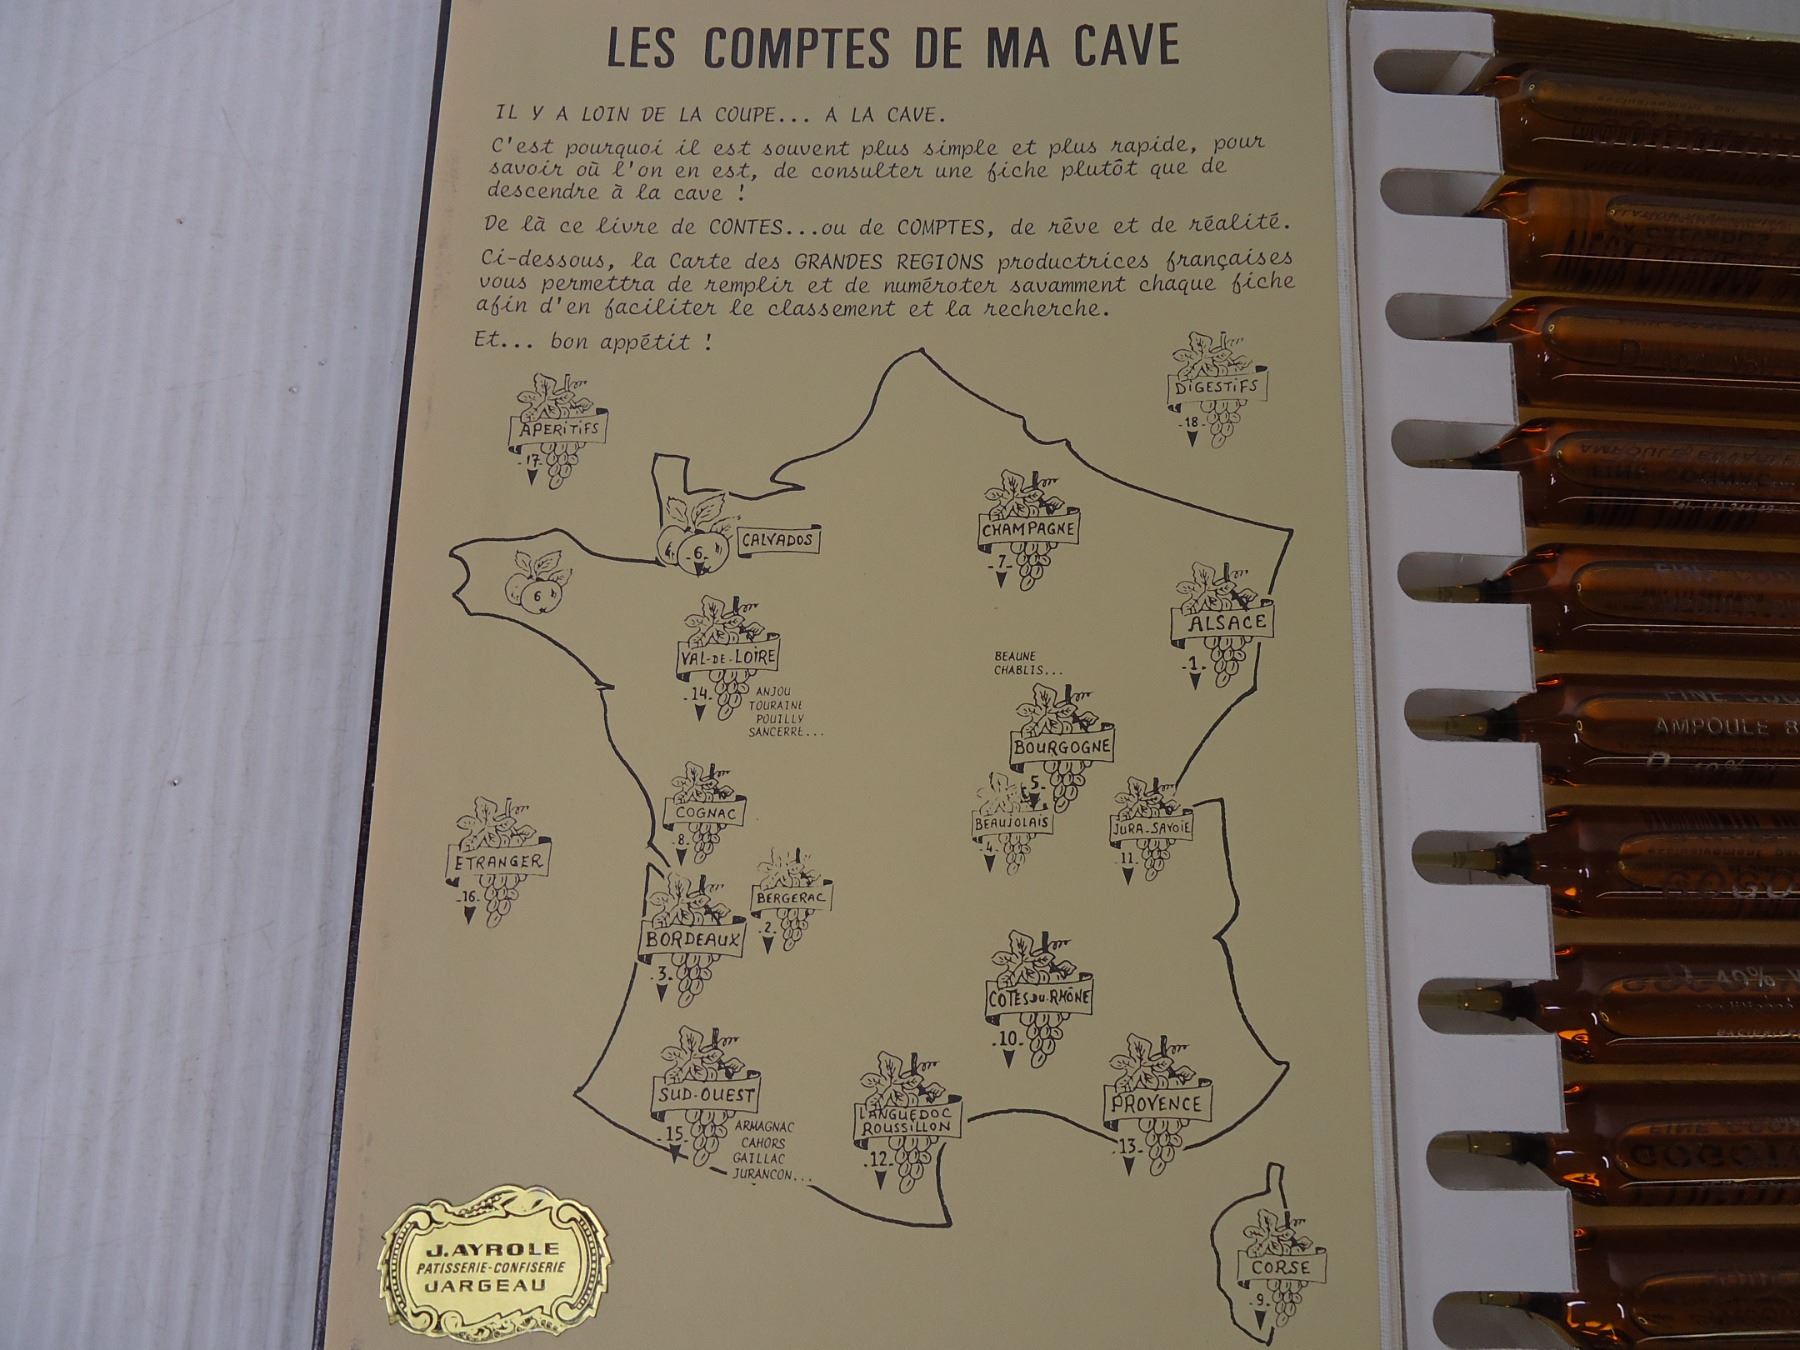 LES COMPTES DE MA CAVE
IL Y A LOIN DE LA COUPE... A LA CAVE.
C'est pourquoi il est souvent plus simple et plus rapide, pour
savoir où l'on en est, de consulter une fiche plutôt que de
descendre à la cave !
De là ce livre de CONTES...ou de COMPTES, de rêve et de réalité.
Ci-dessous, la Carte des GRANDES REGIONS productrices françaises
vous permettra de remplir et de numéroter savamment chaque fiche
afin d'en faciliter le classement et la recherche.
Et... bon appétit !
DIGESTIFS
-18-
APERITIFS
-17-
CHAMPAGNE
-7-
CALVADOS
-6-
6
ALSACE
-1-
VAL-DE-LOIRE
-14-
ANJOU
TOURAINE
POUILLY
SANCERRE...
BEAUNE
CHABLIS...
BOURGOGNE
-5-
COGNAC
-8-
BEAUJOLAIS
-4-
JURA-SAVOIE
-11-
ETRANGER
-16-
BERGERAC
-2-
BORDEAUX
-3-
COTES-DU-RHÔNE
-10-
SUD-OUEST
-15-
ARMAGNAC
CAHORS
GAILLAC
JURANCON...
LANGUEDOC
ROUSSILLON
-12-
PROVENCE
-13-
CORSE
-9-
J. AYROLE
PATISSERIE-CONFISERIE
JARGEAU
AMPOULE
40%